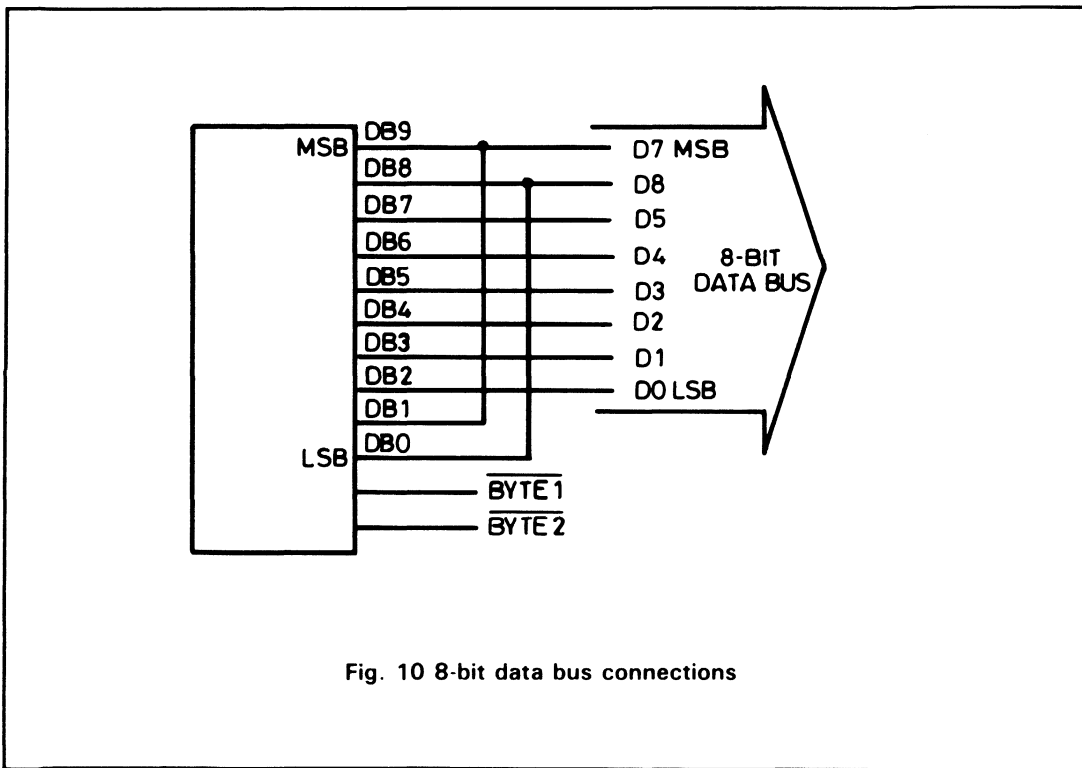 DB9
MSB
D7 MSB
DB8
D8
DB7
D5
DB6
D4
8-BIT
DATA BUS
DB5
D3
DB4
D2
DB3
D1
DB2
D0 LSB
DB1
DB0
LSB
BYTE 1
BYTE 2
Fig. 10 8-bit data bus connections